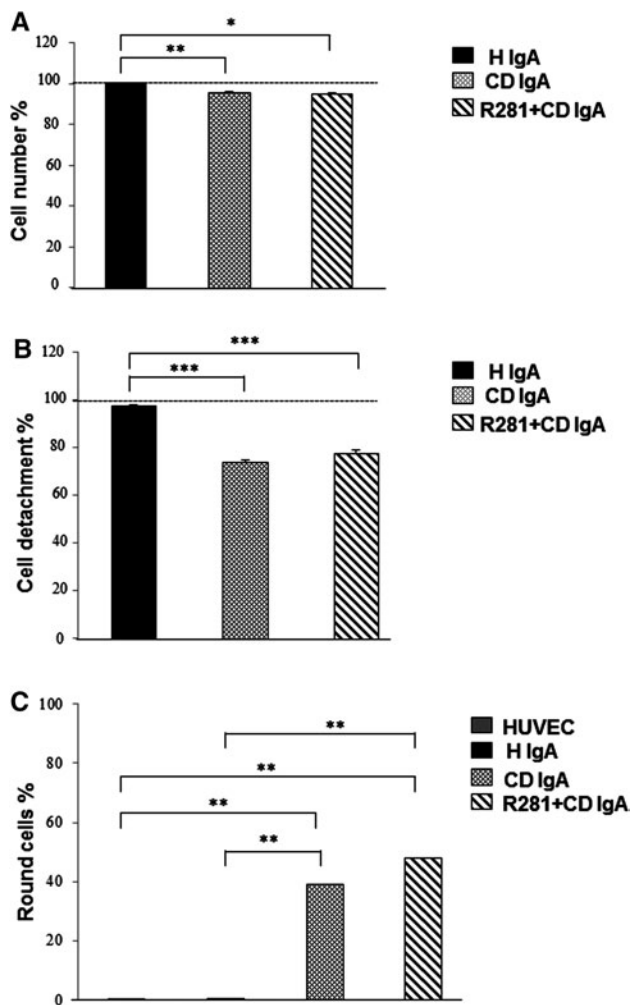 A
Cell number %
120
100
80
60
40
20
0
*
**
H IgA
CD IgA
R281+CD IgA
B
Cell detachment %
120
100
80
60
40
20
0
***
***
H IgA
CD IgA
R281+CD IgA
C
Round cells %
100
80
60
40
20
0
**
**
**
**
HUVEC
H IgA
CD IgA
R281+CD IgA